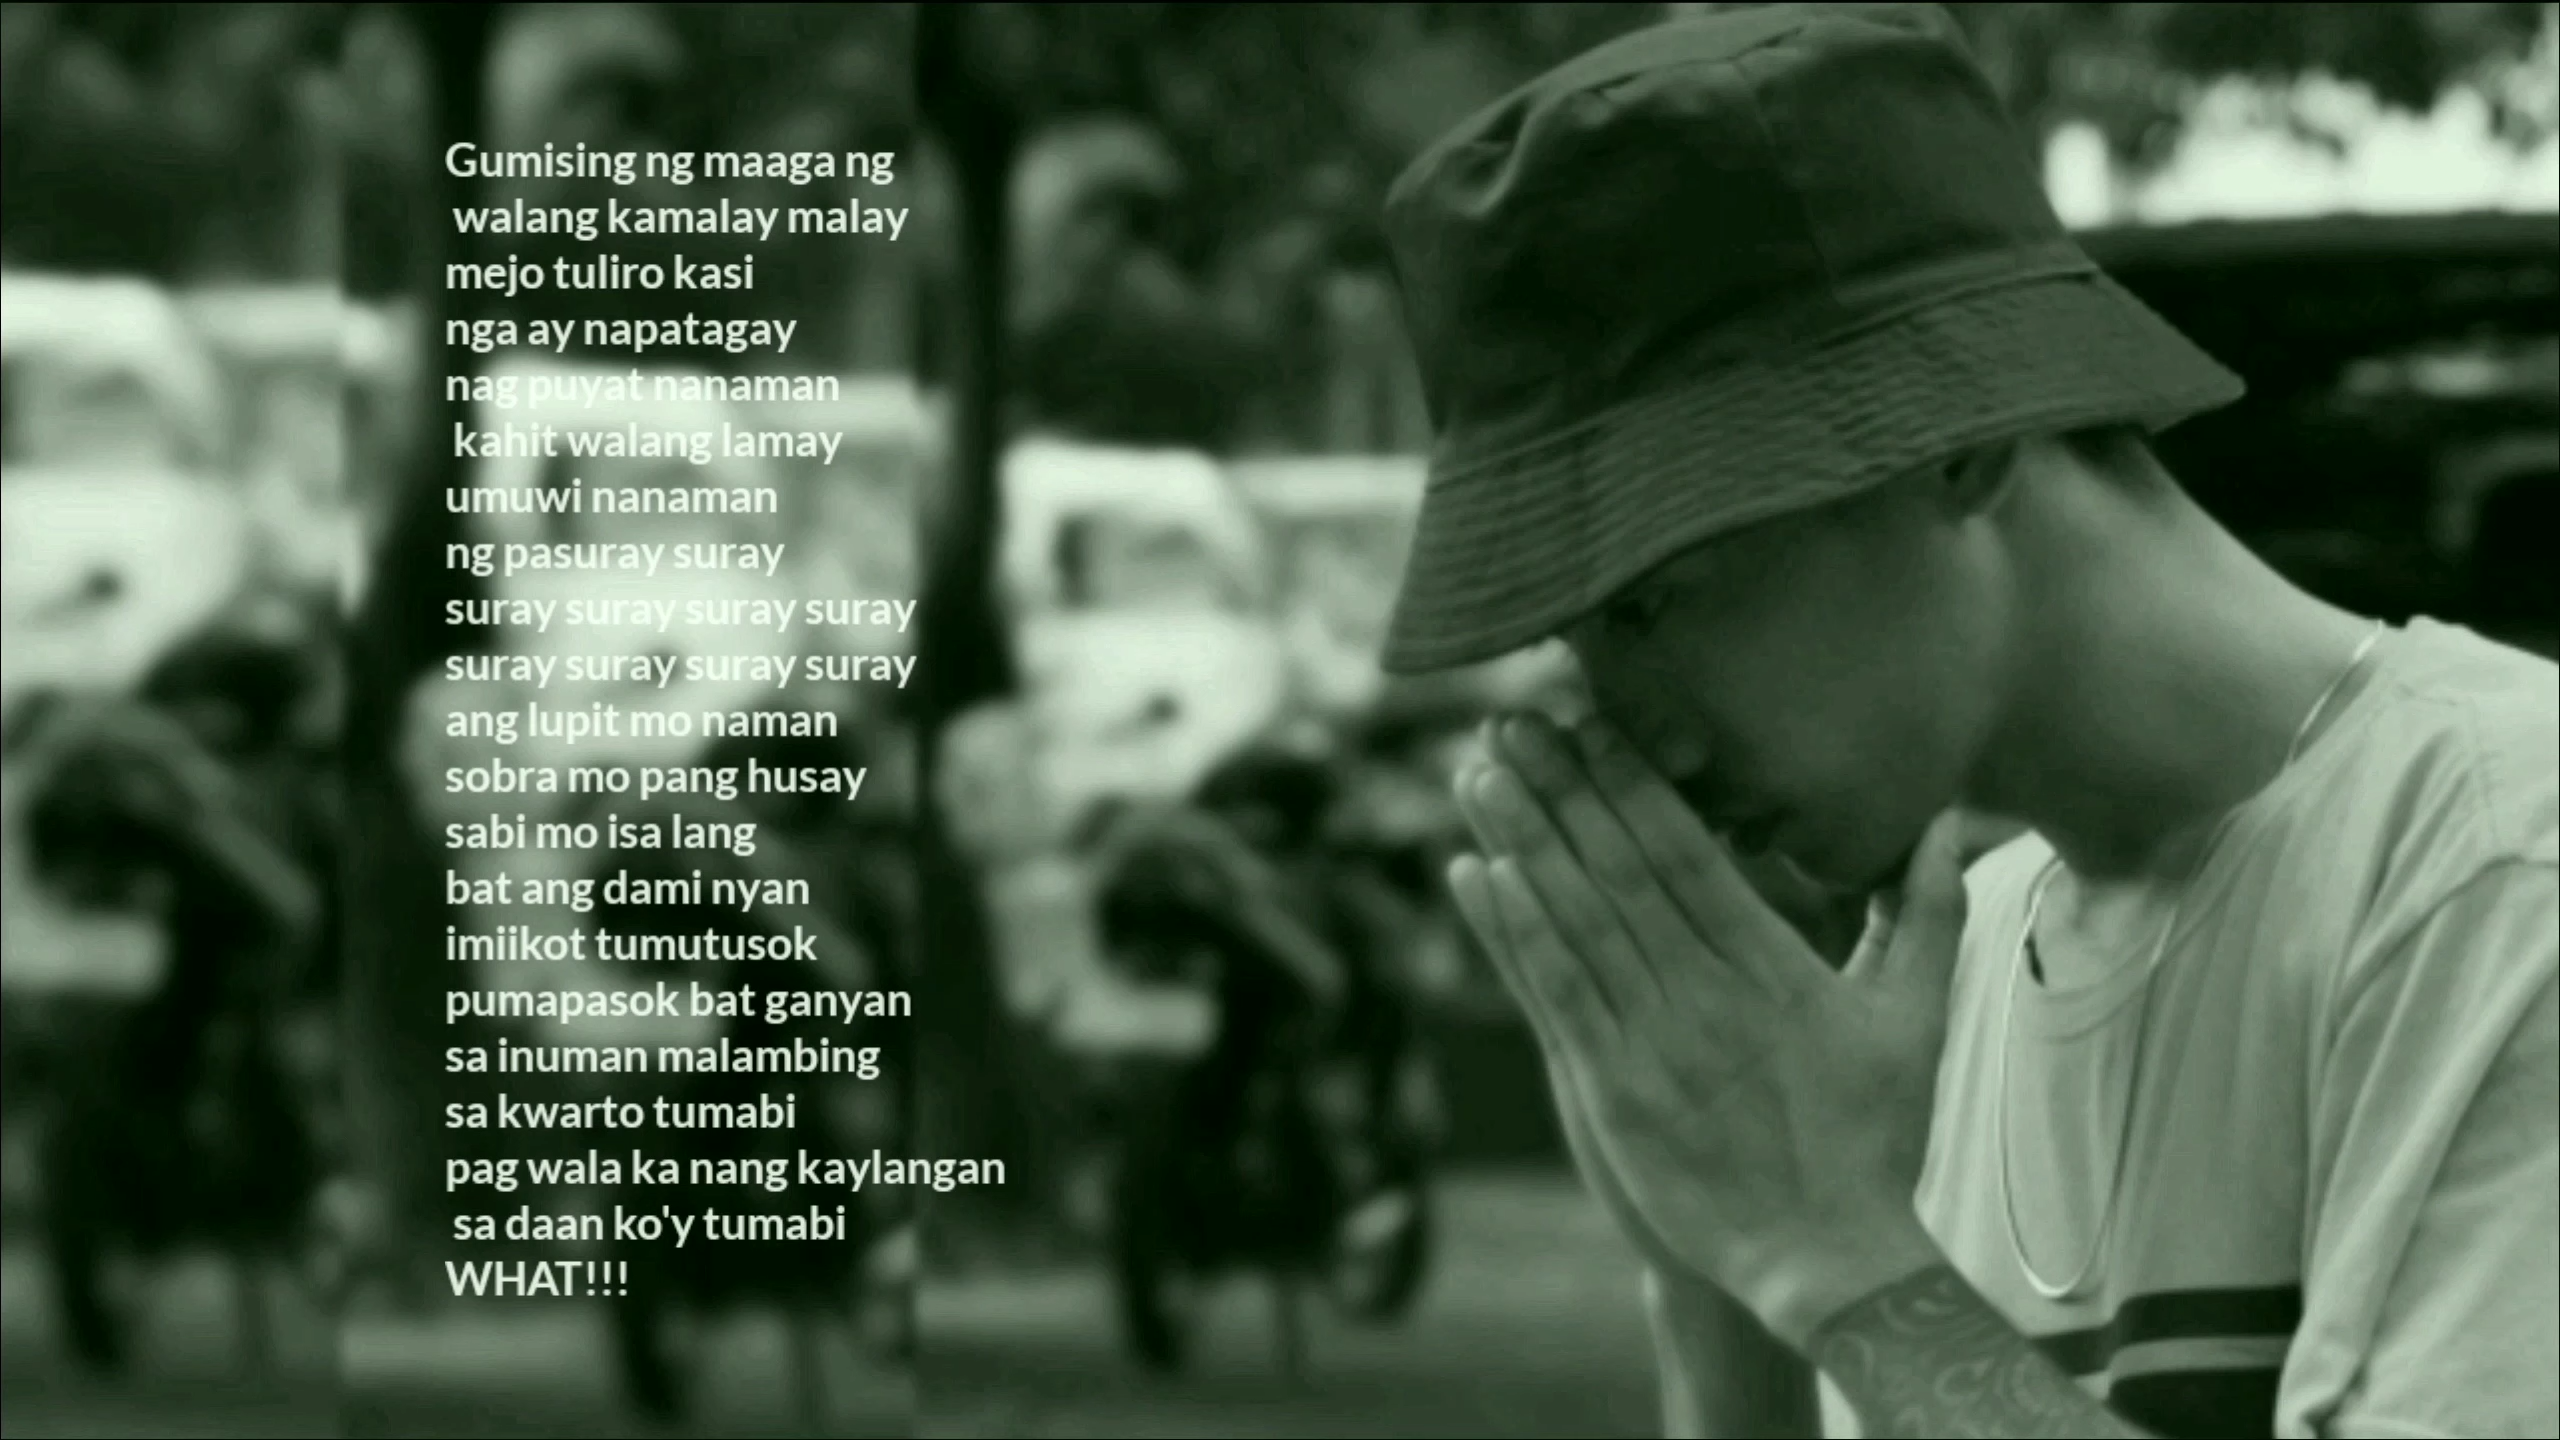 Gumising ng maaga ng
walang kamalay malay
mejo tuliro kasi
nga ay napatagay
nag puyat nanaman
kahit walang lamay
umuwi nanaman
ng pasuray suray
suray suray suray suray
suray suray suray suray
ang lupit mo naman
sobra mo pang husay
sabi mo isa lang
bat ang dami nyan
imiikot tumutusok
pumapasok bat ganyan
sa inuman malambing
sa kwarto tumabi
pag wala ka nang kaylangan
sa daan ko'y tumabi
WHAT!!!